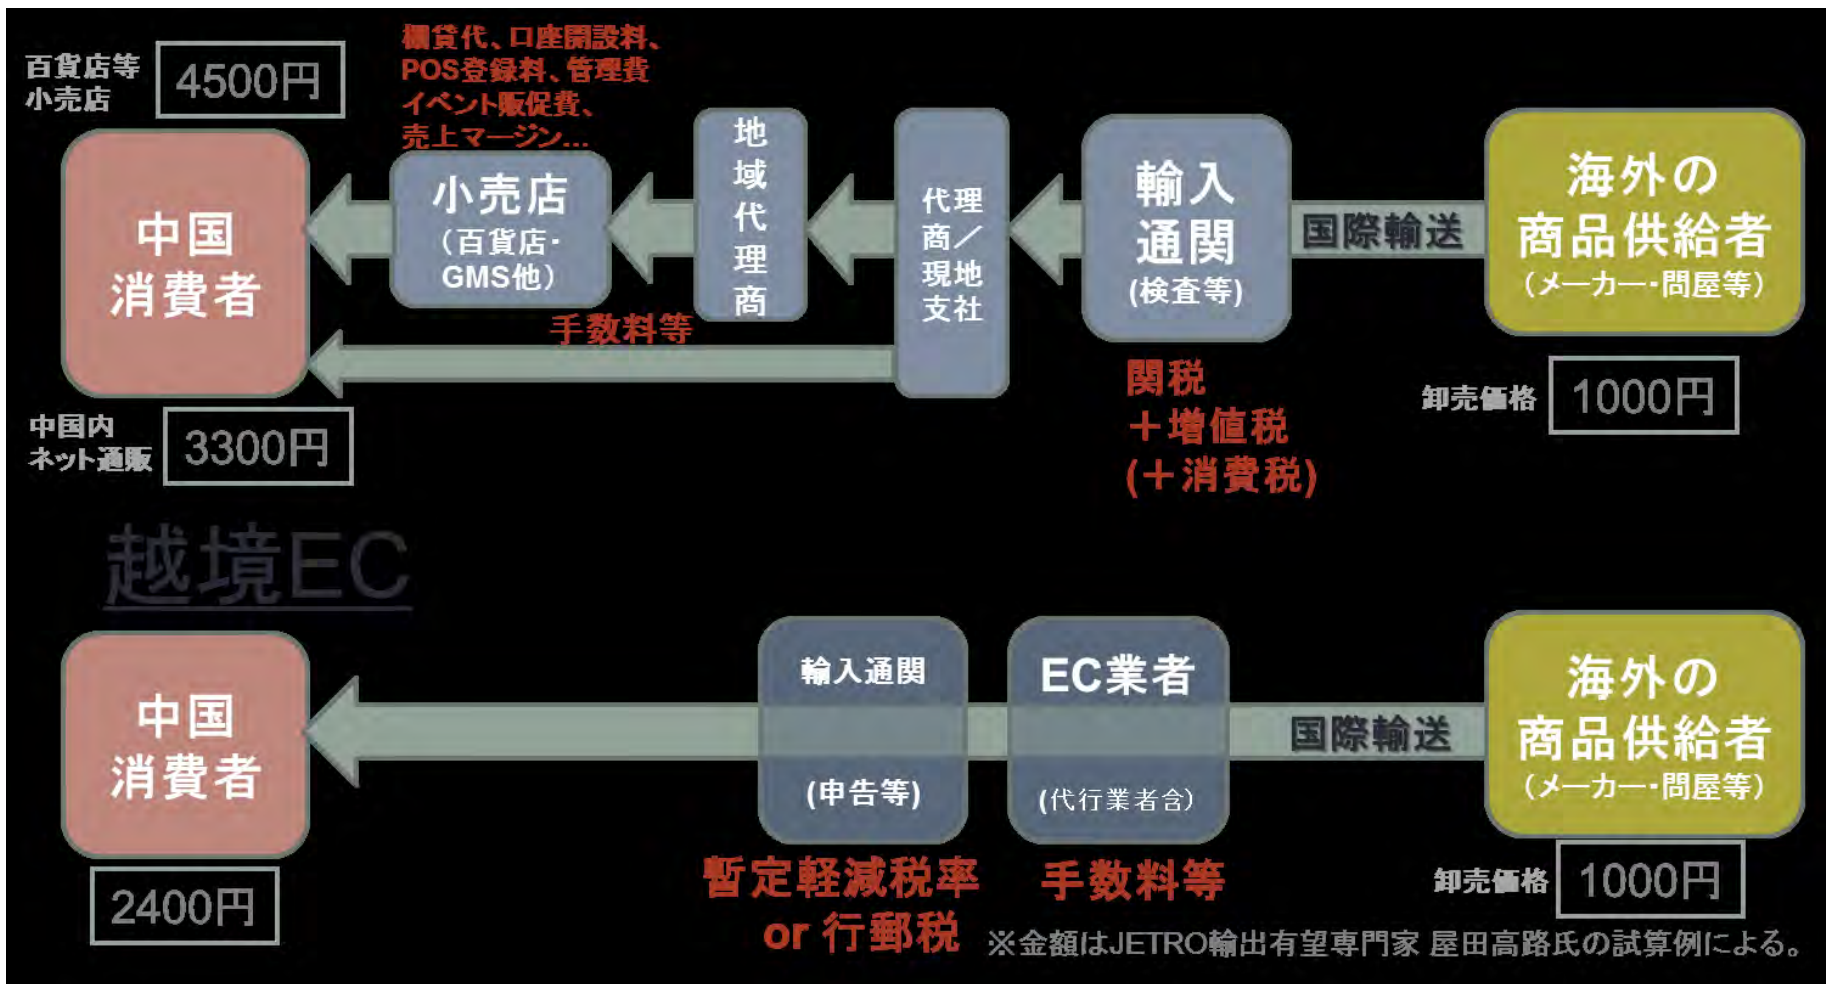 百貨店等
小売店
4500円
棚貸代、口座開設料、
POS登録料、管理費
イベント販促費、
売上マージン...
中国
消費者
小売店
(百貨店・
GMS他)
地
域
代
理
商
代理
商／
現地
支社
輸入
通関
(検査等)
国際輸送
海外の
商品供給者
(メーカー・問屋等)
手数料等
関税
＋増値税
(＋消費税)
卸売価格
1000円
中国内
ネット通販
3300円
越境EC
中国
消費者
輸入通関
(申告等)
EC業者
(代行業者含)
国際輸送
海外の
商品供給者
(メーカー・問屋等)
2400円
暫定軽減税率
or 行郵税
手数料等
卸売価格
1000円
※金額はJETRO輸出有望専門家 屋田高路氏の試算例による。